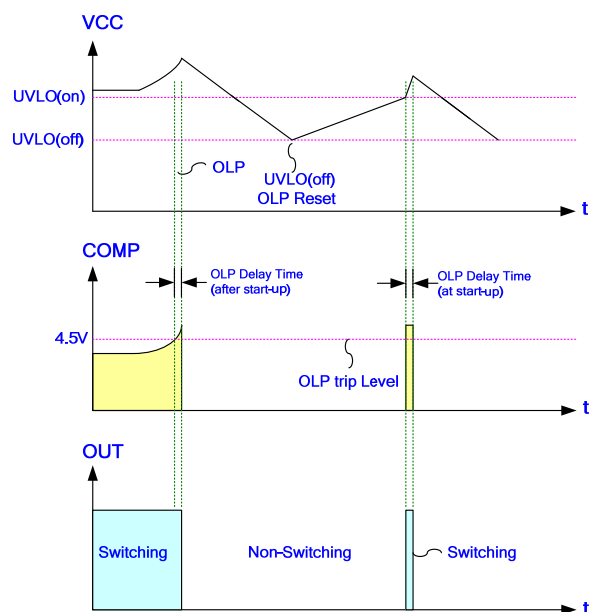 VCC
UVLO(on)
UVLO(off)
OLP
UVLO(off)
OLP Reset
t
COMP
OLP Delay Time
(after start-up)
OLP Delay Time
(at start-up)
4.5V
OLP trip Level
t
OUT
Switching
Non-Switching
Switching
t